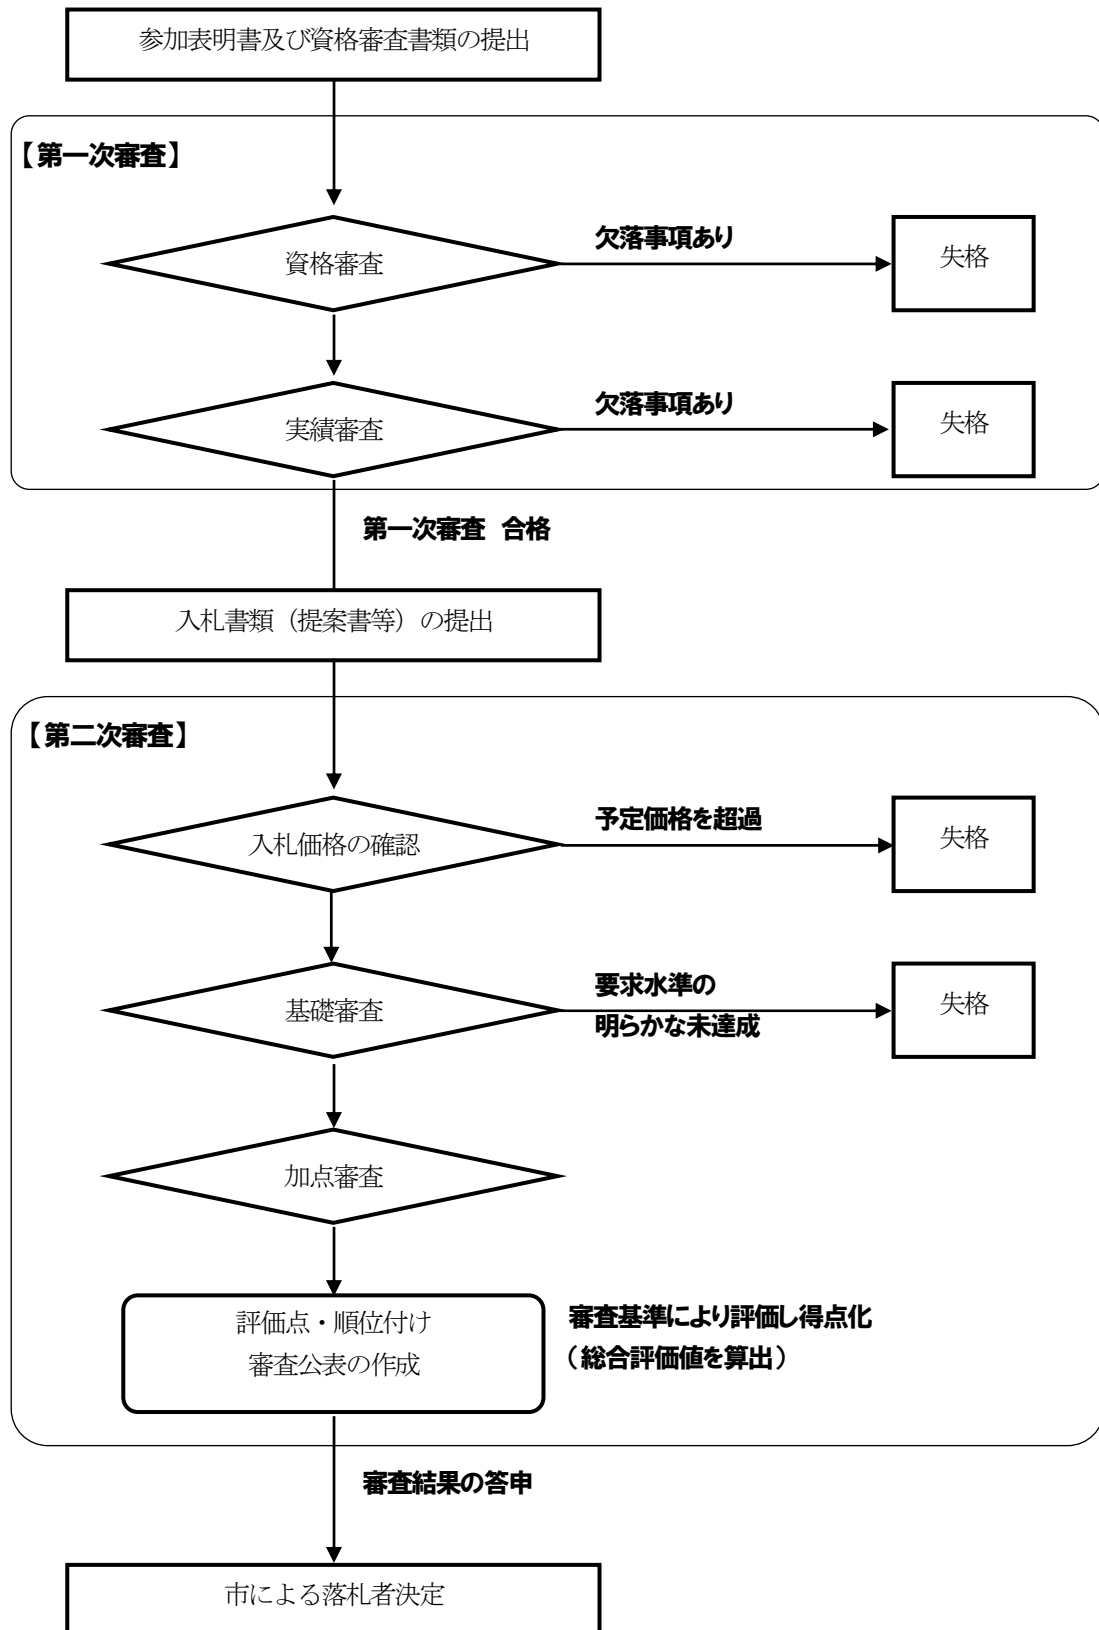 参加表明書及び資格審査書類の提出
【第一次審査】
資格審査
欠落事項あり
失格
実績審査
欠落事項あり
失格
第一次審査 合格
入札書類（提案書等）の提出
【第二次審査】
入札価格の確認
予定価格を超過
失格
基礎審査
要求水準の
明らかな未達成
失格
加点審査
評価点・順位付け
審査公表の作成
審査基準により評価し得点化
（総合評価値を算出）
審査結果の答申
市による落札者決定